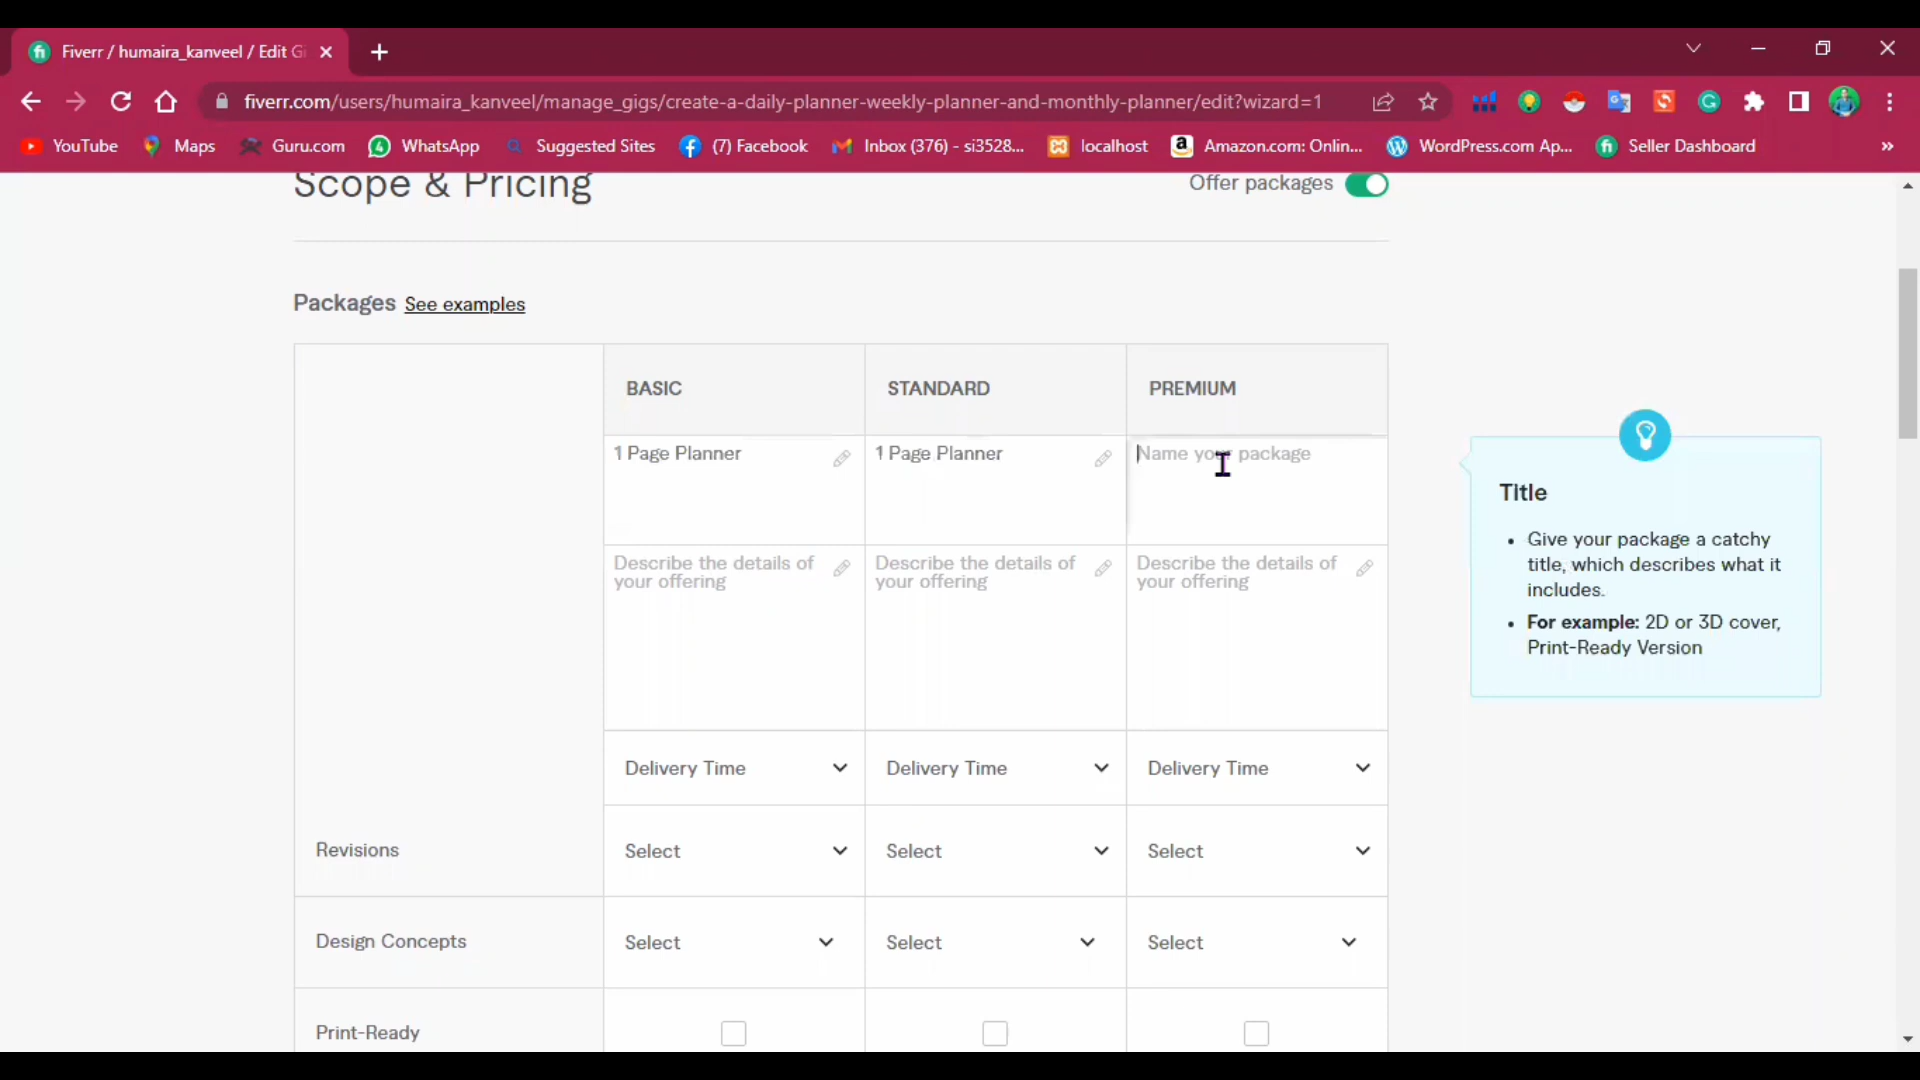 Fiverr / humaira_kanveel / Edit Gi
fiverr.com/users/humaira_kanveel/manage_gigs/create-a-daily-planner-weekly-planner-and-monthly-planner/edit?wizard=1
YouTube Maps Guru.com WhatsApp Suggested Sites (7) Facebook Inbox (376) - si3528... localhost Amazon.com: Onlin... WordPress.com Ap... Seller Dashboard »
Scope & Pricing
Offer packages
Packages See examples
BASIC STANDARD PREMIUM
1 Page Planner 1 Page Planner Name your package
Describe the details of your offering
Describe the details of your offering
Describe the details of your offering
Delivery Time Delivery Time Delivery Time
Revisions Select Select Select
Design Concepts Select Select Select
Print-Ready
Title
• Give your package a catchy
title, which describes what it
includes.
• For example: 2D or 3D cover,
Print-Ready Version